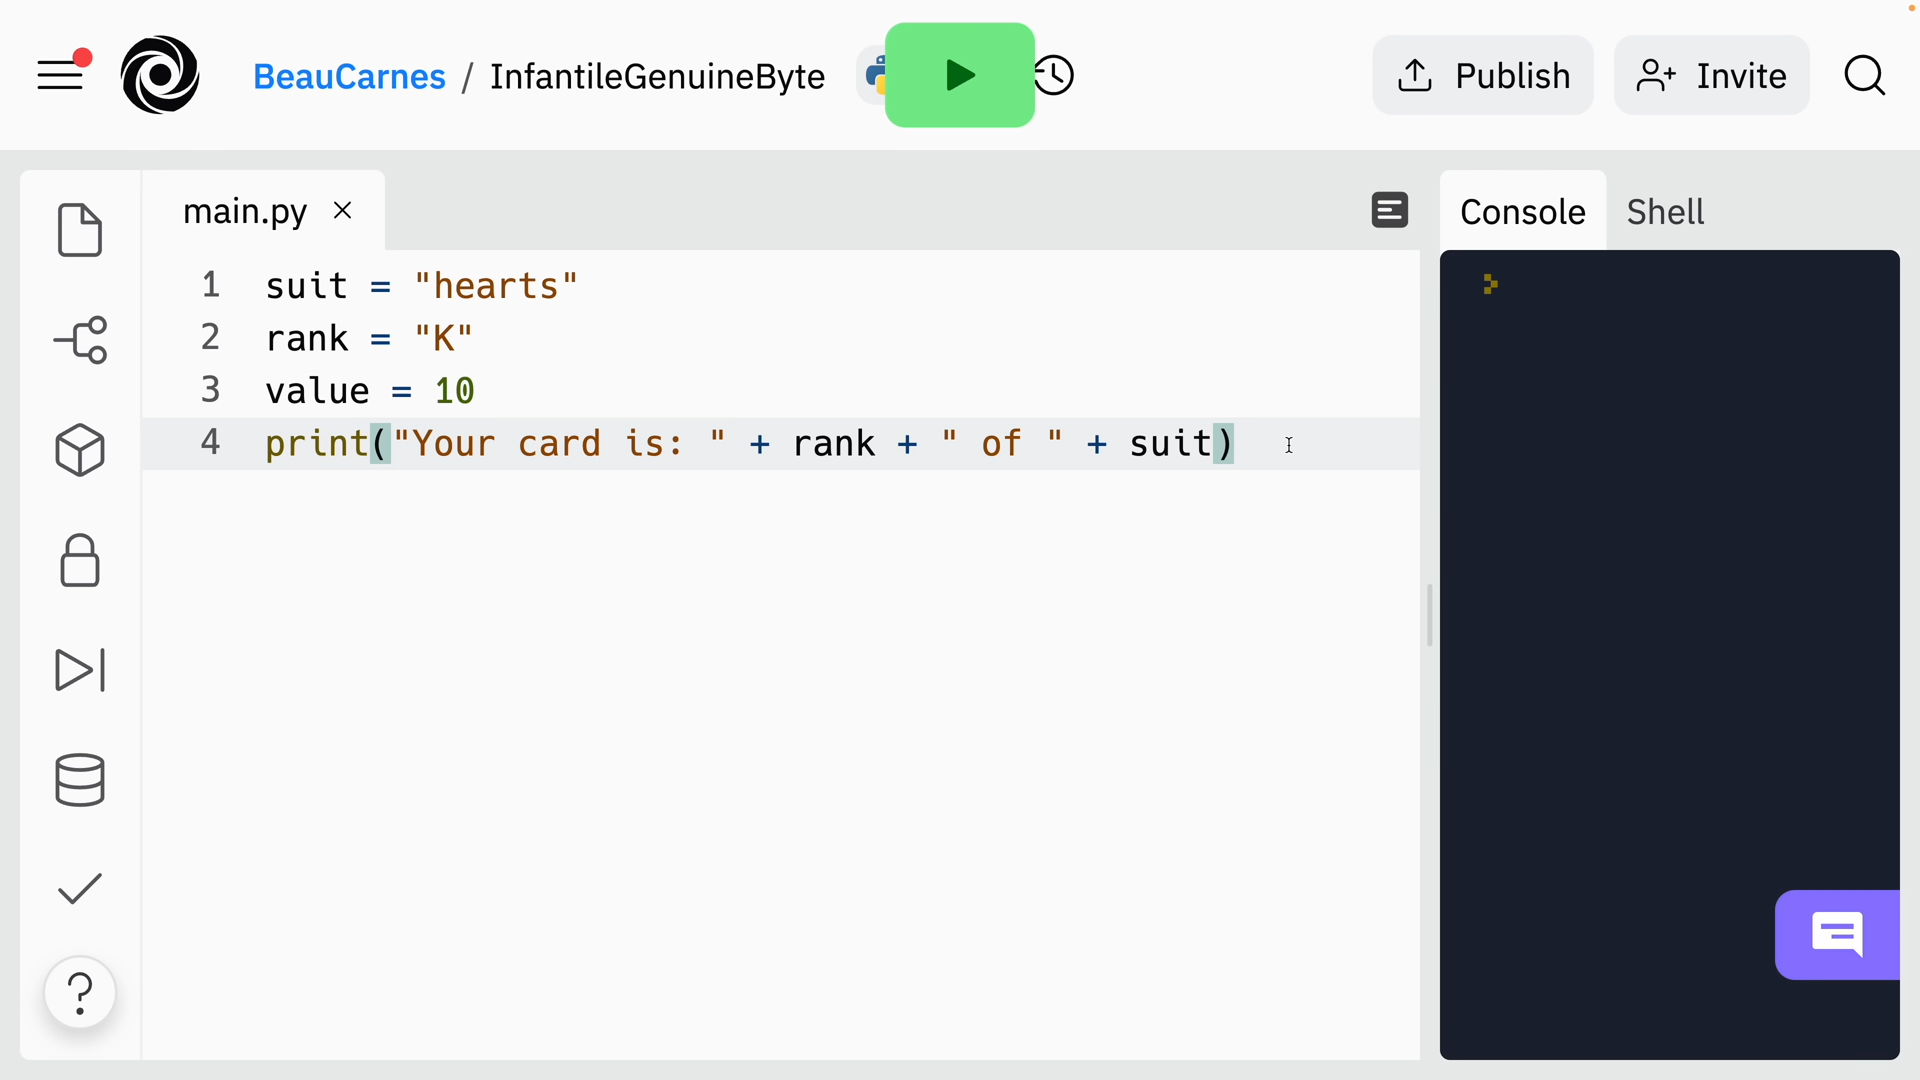 BeauCarnes / InfantileGenuineByte
Publish
Invite
main.py
Console
Shell
1 suit = "hearts"
2 rank = "K"
3 value = 10
4 print("Your card is: " + rank + " of " + suit)
?